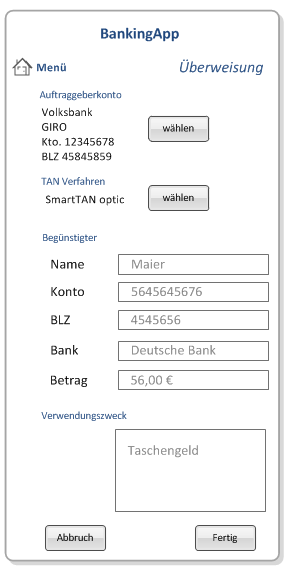 BankingApp
Menü Überweisung
Auftraggeberkonto
Volksbank
GIRO
Kto. 12345678
BLZ 45845859
wählen
TAN Verfahren
SmartTAN optic wählen
Begünstigter
Name Maier
Konto 5645645676
BLZ 4545656
Bank Deutsche Bank
Betrag 56,00 €
Verwendungszweck
Taschengeld
Abbruch Fertig